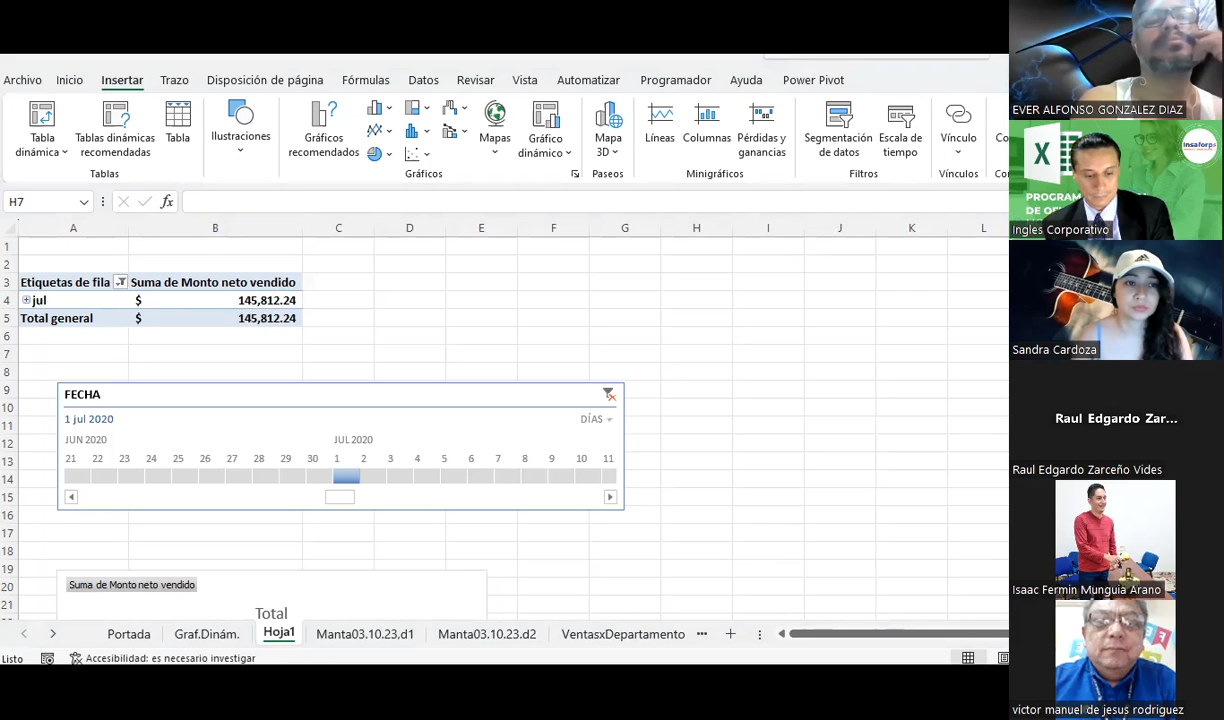 Archivo Inicio Insertar Trazo Disposición de página Fórmulas Datos Revisar Vista Automatizar Programador Ayuda Power Pivot
Tabla dinámica
Tablas dinámicas recomendadas
Tabla
Ilustraciones
Gráficos recomendados
Mapas
Gráfico dinámico
Mapa 3D
Líneas
Columnas
Pérdidas y ganancias
Segmentación de datos
Escala de tiempo
Vínculo
Co
Tablas
Gráficos
Paseos
Minigráficos
Filtros
Vínculos
H7
fx
A B C D E F G H I J K L
1
2
3 Etiquetas de fila Suma de Monto neto vendido
4 jul $ 145,812.24
5 Total general $ 145,812.24
6
7
8
9 FECHA
10
11 1 jul 2020 DÍAS
12 JUN 2020 JUL 2020
13 21 22 23 24 25 26 27 28 29 30 1 2 3 4 5 6 7 8 9 10 11
14
15
16
17
18
19
20 Suma de Monto neto vendido
21 Total
Portada Graf.Dinám. Hoja1 Manta03.10.23.d1 Manta03.10.23.d2 VentasxDepartamento
Listo Accesibilidad: es necesario investigar
EVER ALFONSO GONZALEZ DIAZ
X
insaforp
PROGRAM
DE OF
Ingles Corporativo
Sandra Cardoza
Raul Edgardo Zar...
Raul Edgardo Zarceño Vides
Isaac Fermin Munguia Arano
victor manuel de jesus rodriguez